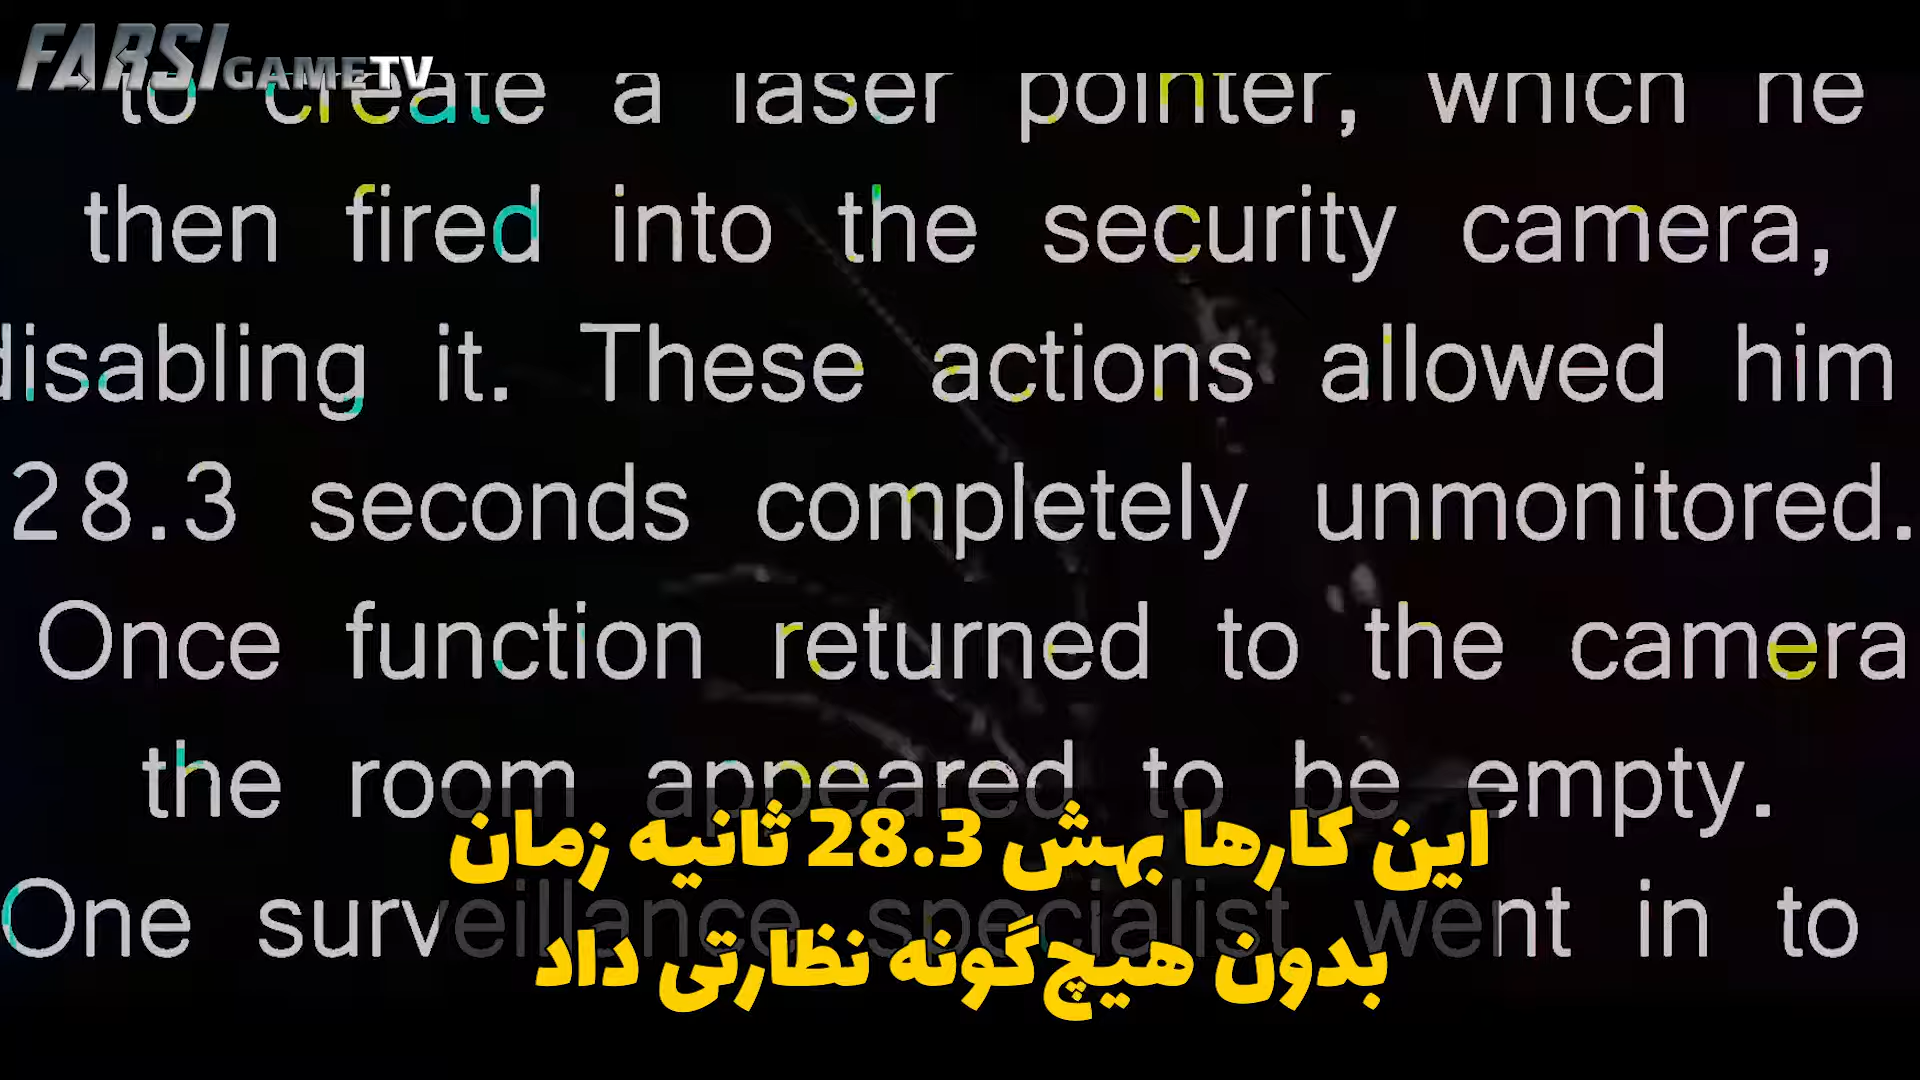 FARSI GAMETV
to create a laser pointer, which he
then fired into the security camera,
disabling it. These actions allowed him
28.3 seconds completely unmonitored.
Once function returned to the camera
the room appeared to be empty.
One surveillance specialist went in to
این کارها بهش 28.3 ثانیه زمان
بدون هیچ‌گونه نظارتی داد